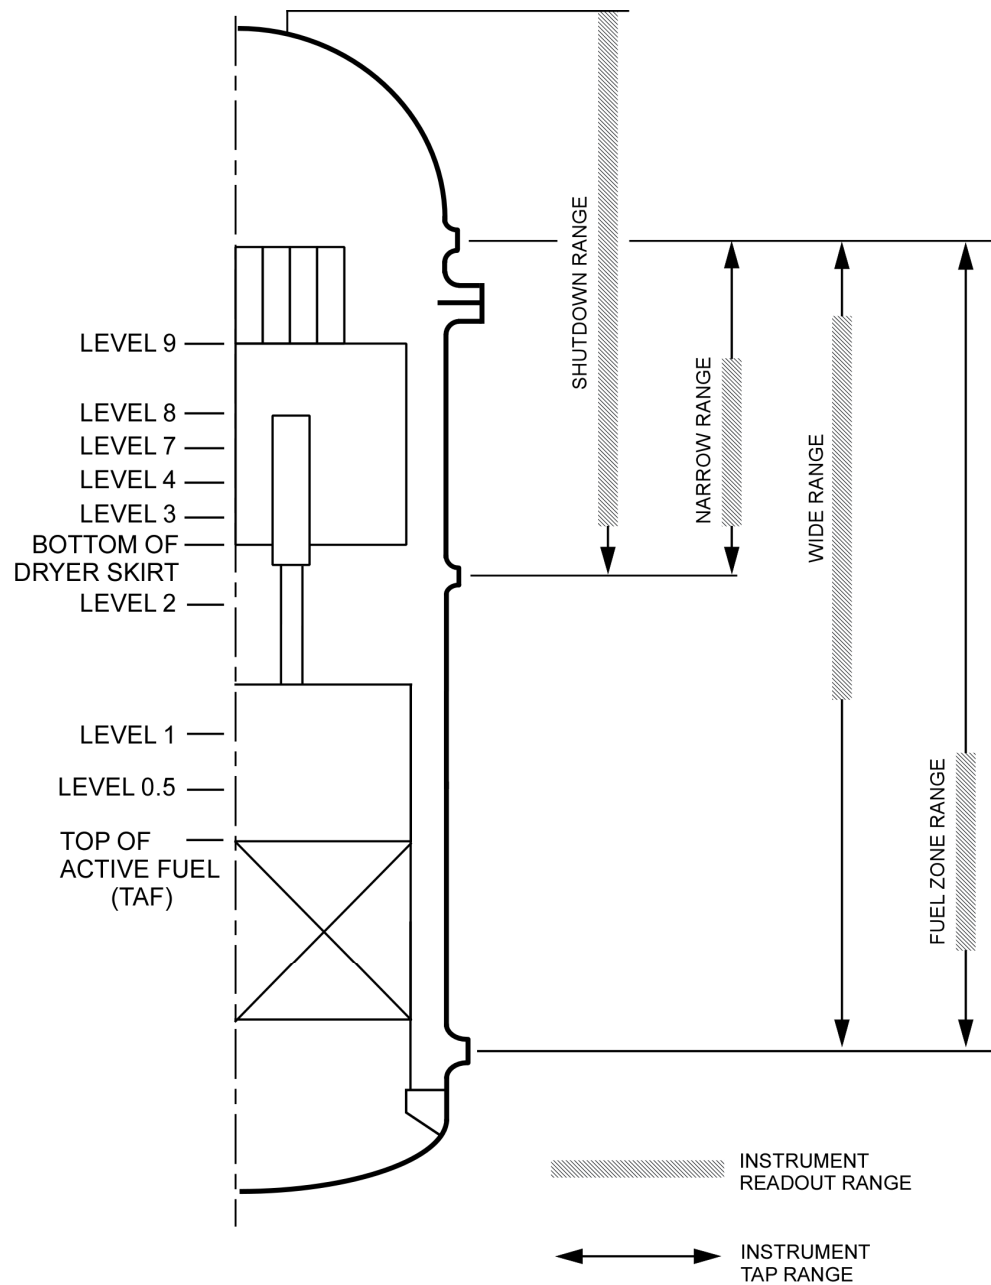 LEVEL 9
LEVEL 8
LEVEL 7
LEVEL 4
LEVEL 3
BOTTOM OF
DRYER SKIRT
LEVEL 2
LEVEL 1
LEVEL 0.5
TOP OF
ACTIVE FUEL
(TAF)
SHUTDOWN RANGE
NARROW RANGE
WIDE RANGE
FUEL ZONE RANGE
INSTRUMENT
READOUT RANGE
INSTRUMENT
TAP RANGE